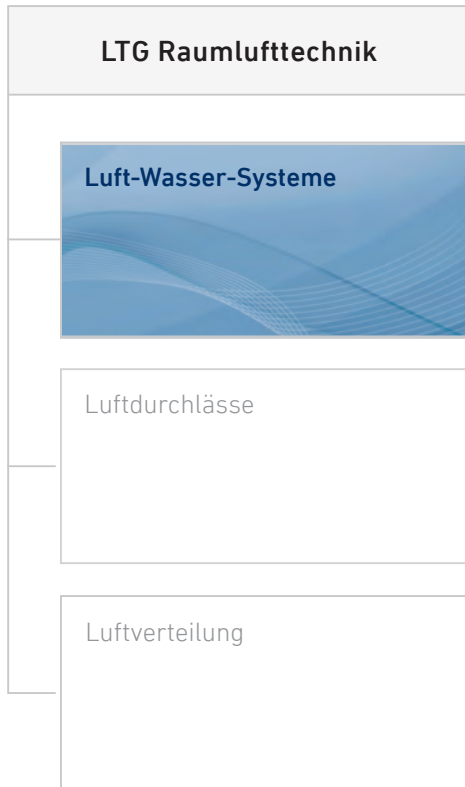 LTG Raumlufttechnik
Luft-Wasser-Systeme
Luftdurchlässe
Luftverteilung